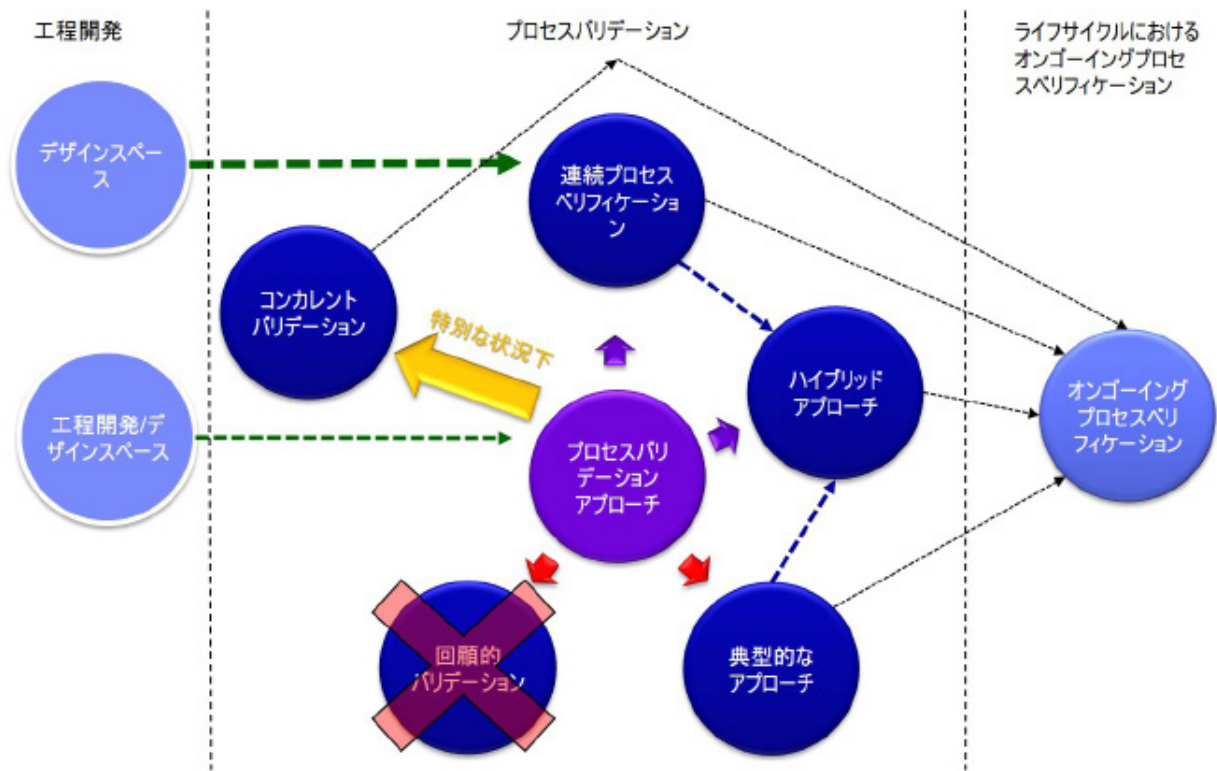 工程開発
プロセスバリデーション
ライフサイクルにおける
オンゴーイングプロセ
スベリフィケーション
デザインスペー
ス
連続プロセス
ベリフィケーショ
ン
コンカレント
バリデーション
特別な状況下
ハイブリッド
アプローチ
オンゴーイング
プロセスベリ
フィケーション
工程開発/デ
ザインスペース
プロセスバリ
デーション
アプローチ
回顧的
バリデーション
典型的な
アプローチ